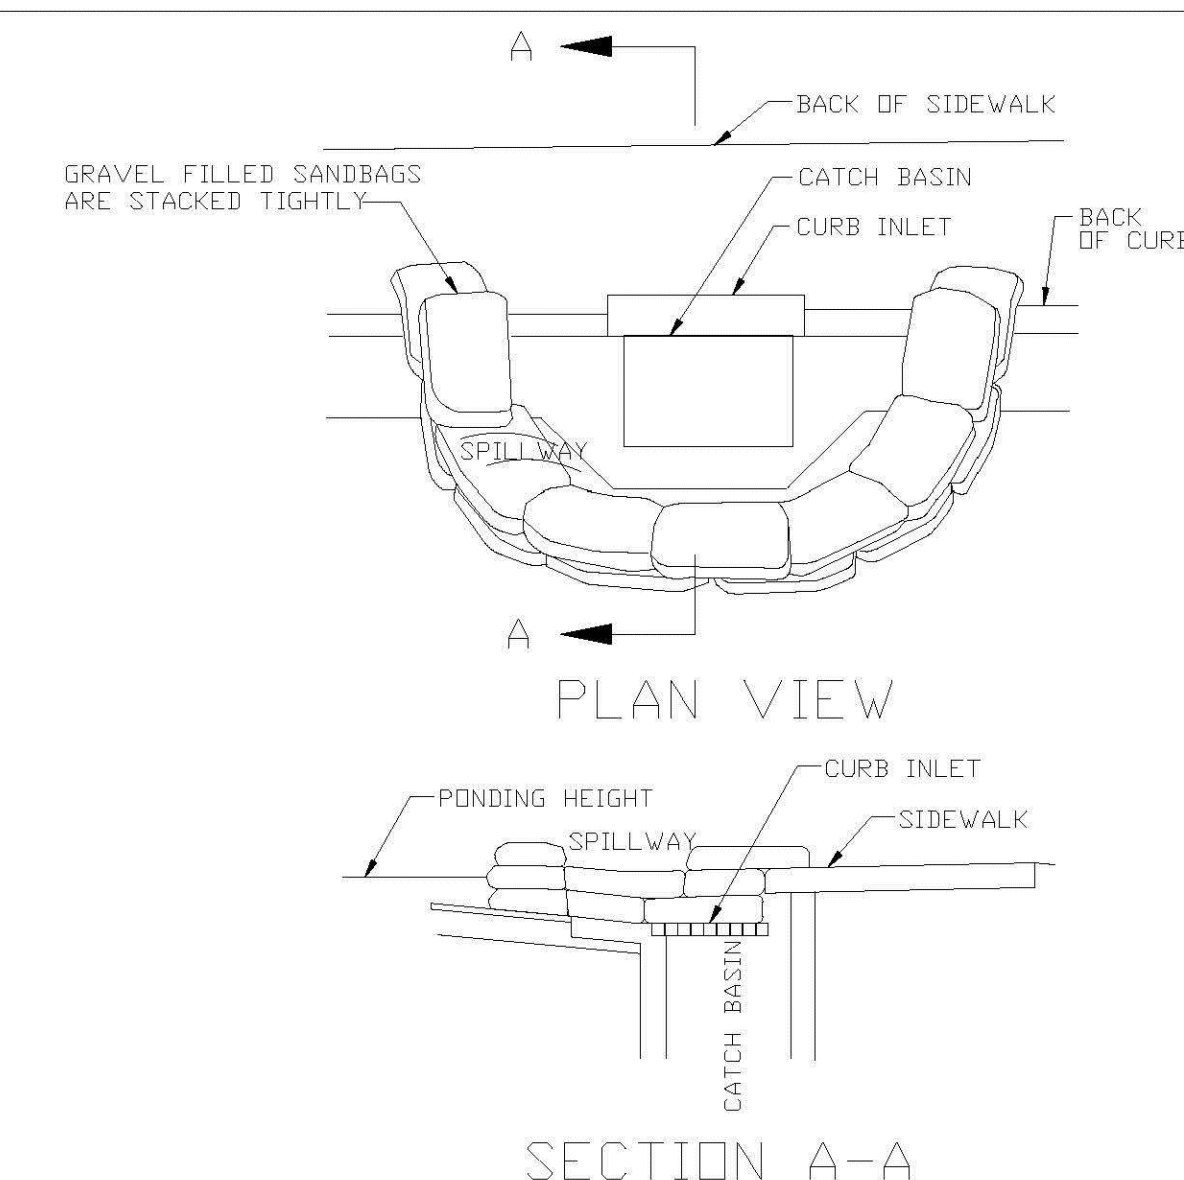 A
BACK OF SIDEWALK
GRAVEL FILLED SANDBAGS
ARE STACKED TIGHTLY
CATCH BASIN
CURB INLET
BACK
OF CURB
SPILLWAY
A
PLAN VIEW
CURB INLET
PONDING HEIGHT
SIDEWALK
SPILLWAY
CATCH BASIN
SECTION A-A